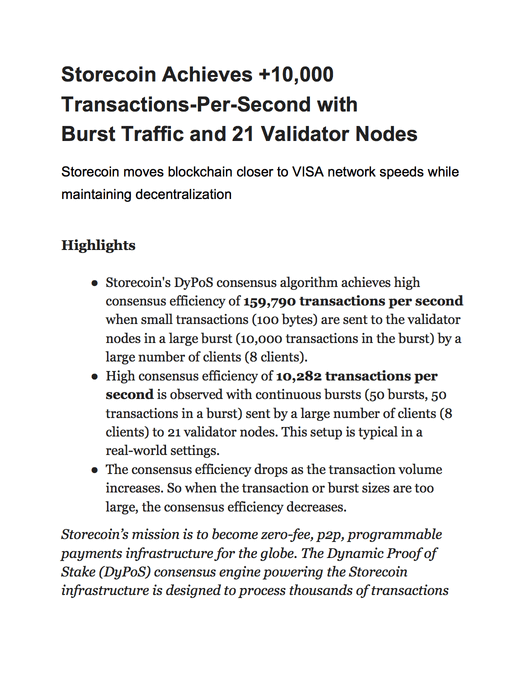 Storecoin Achieves +10,000
Transactions-Per-Second with
Burst Traffic and 21 Validator Nodes
Storecoin moves blockchain closer to VISA network speeds while
maintaining decentralization
Highlights
● Storecoin's DyPoS consensus algorithm achieves high
consensus efficiency of 159,790 transactions per second
when small transactions (100 bytes) are sent to the validator
nodes in a large burst (10,000 transactions in the burst) by a
large number of clients (8 clients).
● High consensus efficiency of 10,282 transactions per
second is observed with continuous bursts (50 bursts, 50
transactions in a burst) sent by a large number of clients (8
clients) to 21 validator nodes. This setup is typical in a
real-world settings.
● The consensus efficiency drops as the transaction volume
increases. So when the transaction or burst sizes are too
large, the consensus efficiency decreases.
Storecoin’s mission is to become zero-fee, p2p, programmable
payments infrastructure for the globe. The Dynamic Proof of
Stake (DyPoS) consensus engine powering the Storecoin
infrastructure is designed to process thousands of transactions